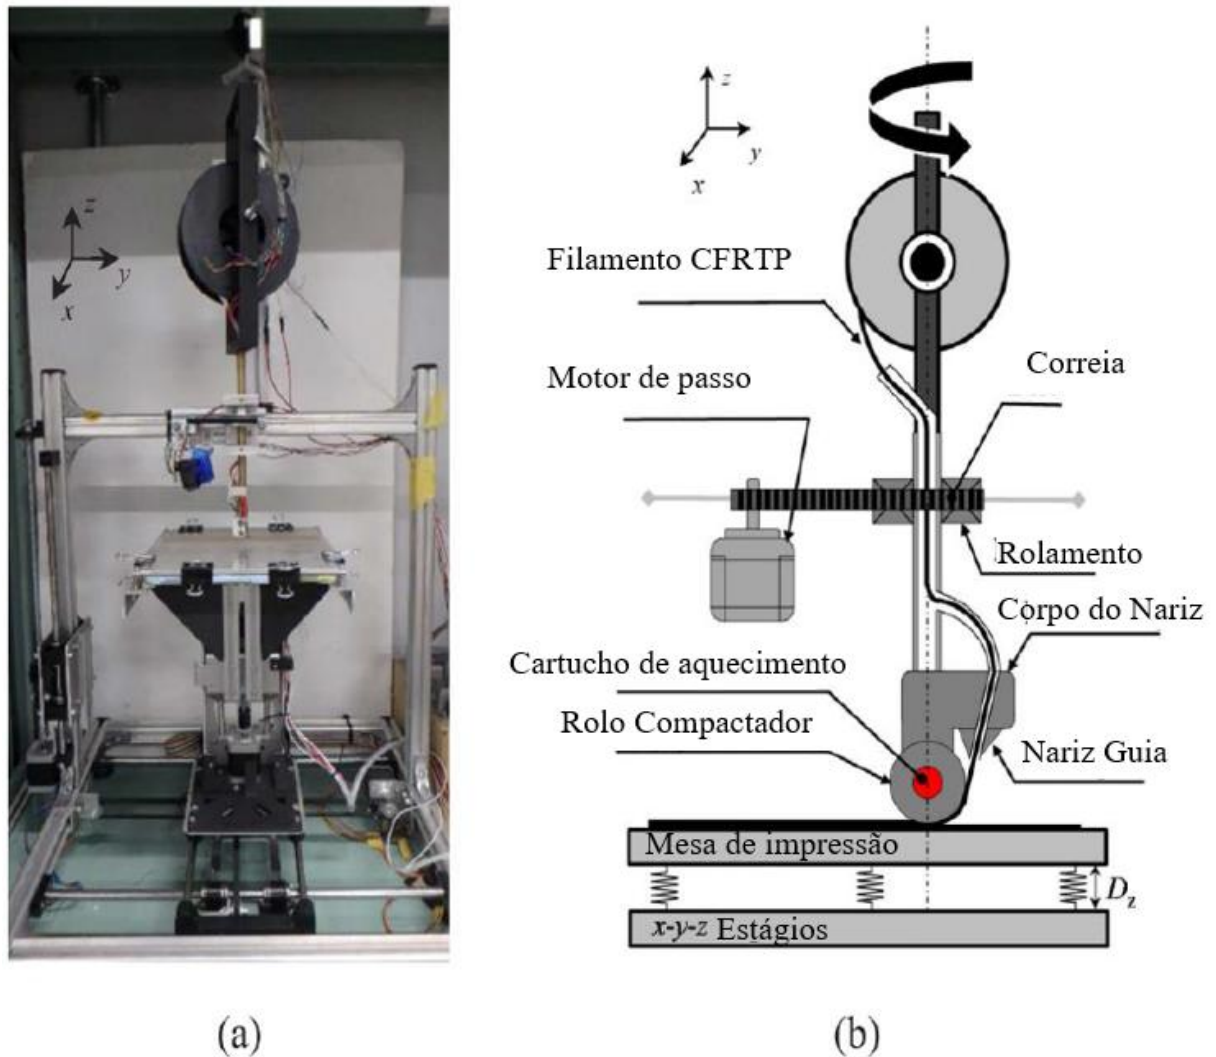 z
y
x
z
y
x
Filamento CFRTP
Correia
Motor de passo
Rolamento
Corpo do Nariz
Cartucho de aquecimento
Rolo Compactador
Nariz Guia
Mesa de impressão
Dz
x-y-z Estágios
(a)
(b)